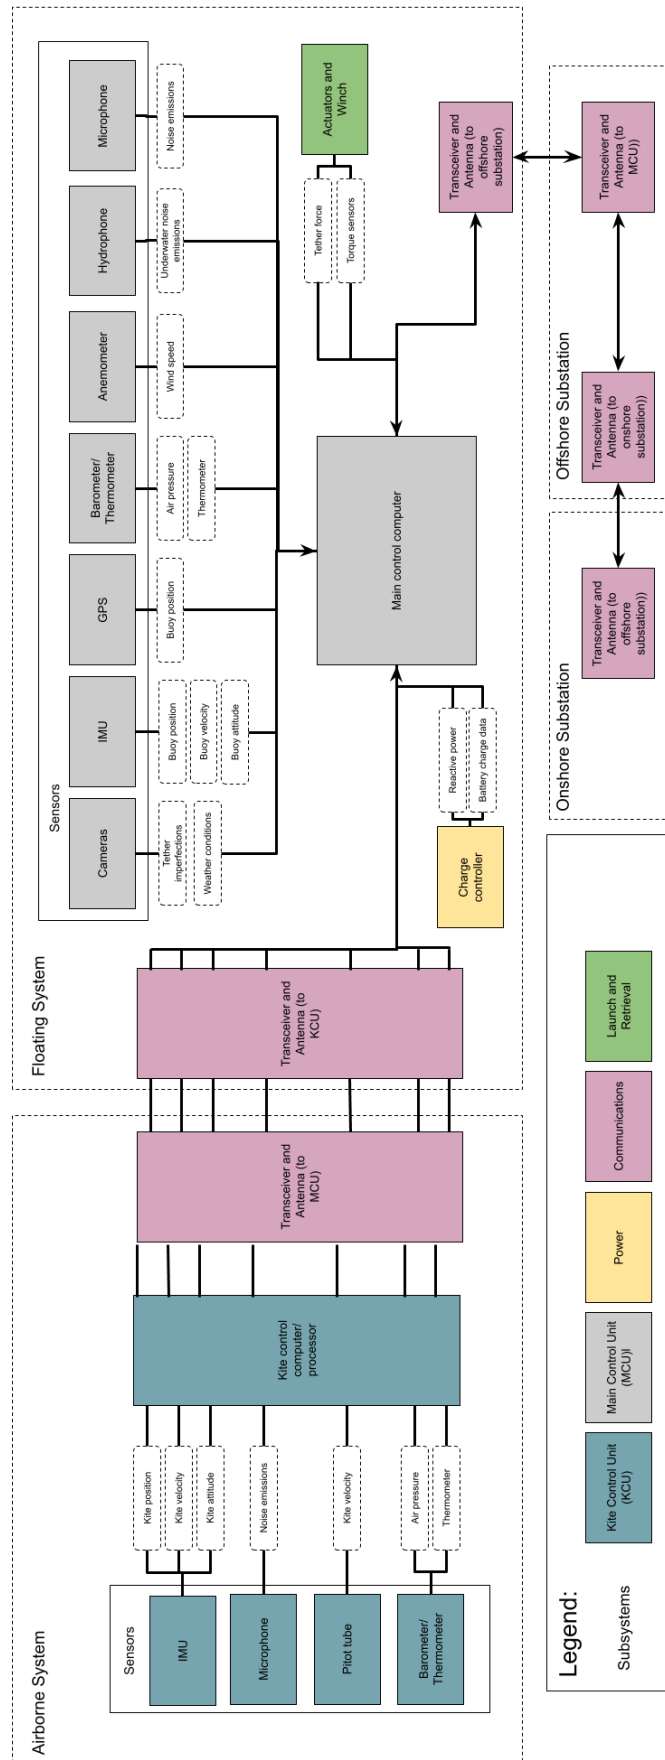 Airborne System
Sensors
IMU
Microphone
Pilot tube
Barometer/
Thermometer
Kite position
Kite velocity
Kite attitude
Noise emissions
Kite velocity
Air pressure
Thermometer
Kite control
computer/
processor
Transceiver and
Antenna (to
MCU)
Floating System
Transceiver and
Antenna (to
KCU)
Sensors
Cameras
IMU
GPS
Barometer/
Thermometer
Anemometer
Hydrophone
Microphone
Tether
imperfections
Weather conditions
Buoy position
Buoy velocity
Buoy attitude
Buoy position
Air pressure
Thermometer
Wind speed
Underwater noise
emissions
Noise emissions
Charge
controller
Reactive power
Battery charge data
Main control computer
Tether force
Torque sensors
Actuators and
Winch
Transceiver and
Antenna (to
offshore
substation)
Legend:
Subsystems
Kite Control Unit
(KCU)
Main Control Unit
(MCU)l
Power
Communications
Launch and
Retrieval
Onshore Substation
Transceiver and
Antenna (to
offshore
substation))
Offshore Substation
Transceiver and
Antenna (to
onshore
substation))
Transceiver and
Antenna (to
MCU))